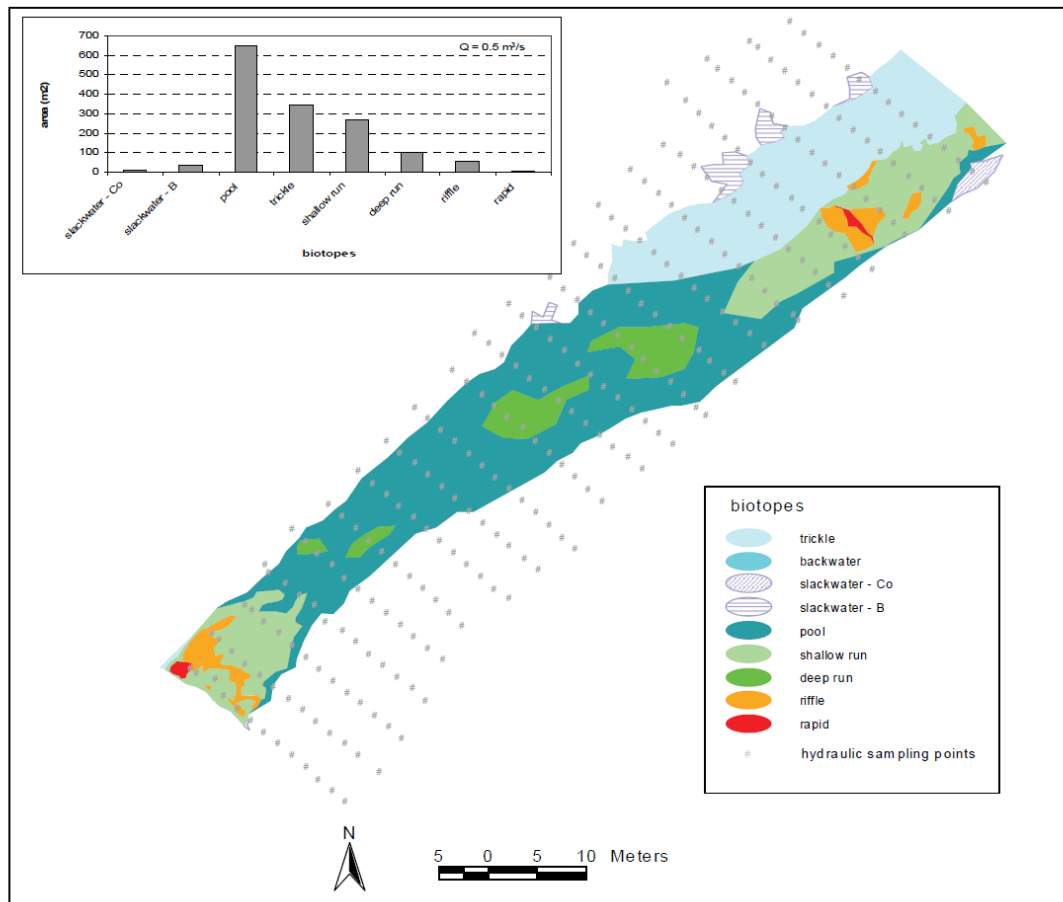 700
600
500
400
300
200
100
0
area (m2)
Q = 0.5 m³/s
slackwater - Co
slackwater - B
pool
trickle
shallow run
deep run
riffle
rapid
biotopes
biotopes
trickle
backwater
slackwater - Co
slackwater - B
pool
shallow run
deep run
riffle
rapid
# hydraulic sampling points
N
5 0 5 10 Meters